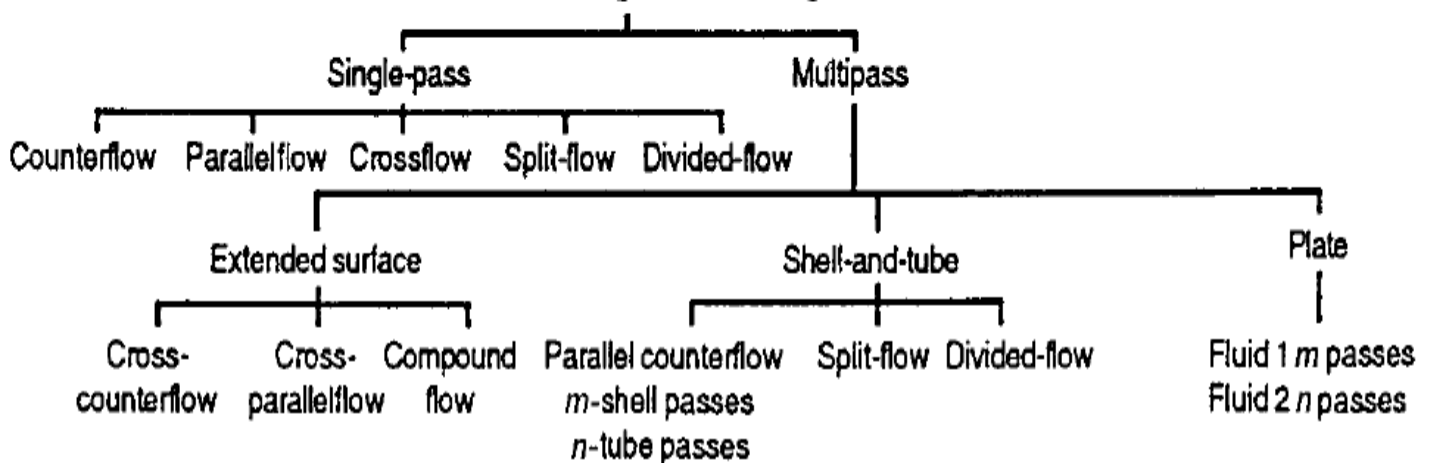 Single-pass Multipass
Counterflow Parallelflow Crossflow Split-flow Divided-flow
Extended surface Shell-and-tube Plate
Cross-counterflow Cross-parallelflow Compound flow Parallel counterflow Split-flow Divided-flow Fluid 1 m passes
m-shell passes Fluid 2 n passes
n-tube passes